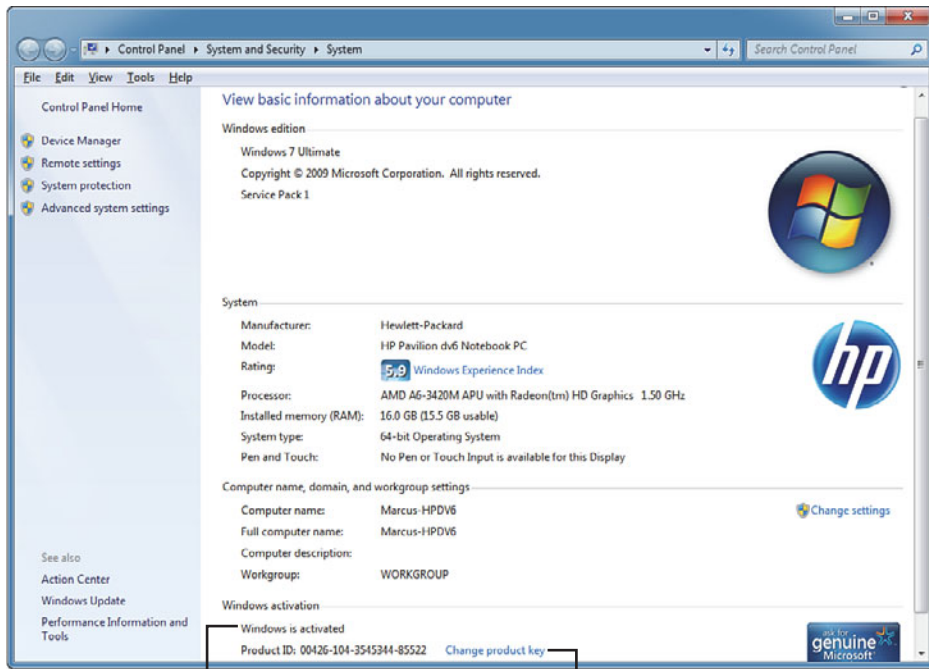 Control Panel ▸ System and Security ▸ System
Search Control Panel
File Edit View Tools Help
Control Panel Home
Device Manager
Remote settings
System protection
Advanced system settings
See also
Action Center
Windows Update
Performance Information and
Tools
View basic information about your computer
Windows edition
Windows 7 Ultimate
Copyright © 2009 Microsoft Corporation. All rights reserved.
Service Pack 1
System
Manufacturer: Hewlett-Packard
Model: HP Pavilion dv6 Notebook PC
Rating: 5,9 Windows Experience Index
Processor: AMD A6-3420M APU with Radeon(tm) HD Graphics 1.50 GHz
Installed memory (RAM): 16.0 GB (15.5 GB usable)
System type: 64-bit Operating System
Pen and Touch: No Pen or Touch Input is available for this Display
hp
Computer name, domain, and workgroup settings
Computer name: Marcus-HPDV6 Change settings
Full computer name: Marcus-HPDV6
Computer description:
Workgroup: WORKGROUP
Windows activation
Windows is activated
Product ID: 00426-104-3545344-85522 Change product key
ask for
genuine
Microsoft